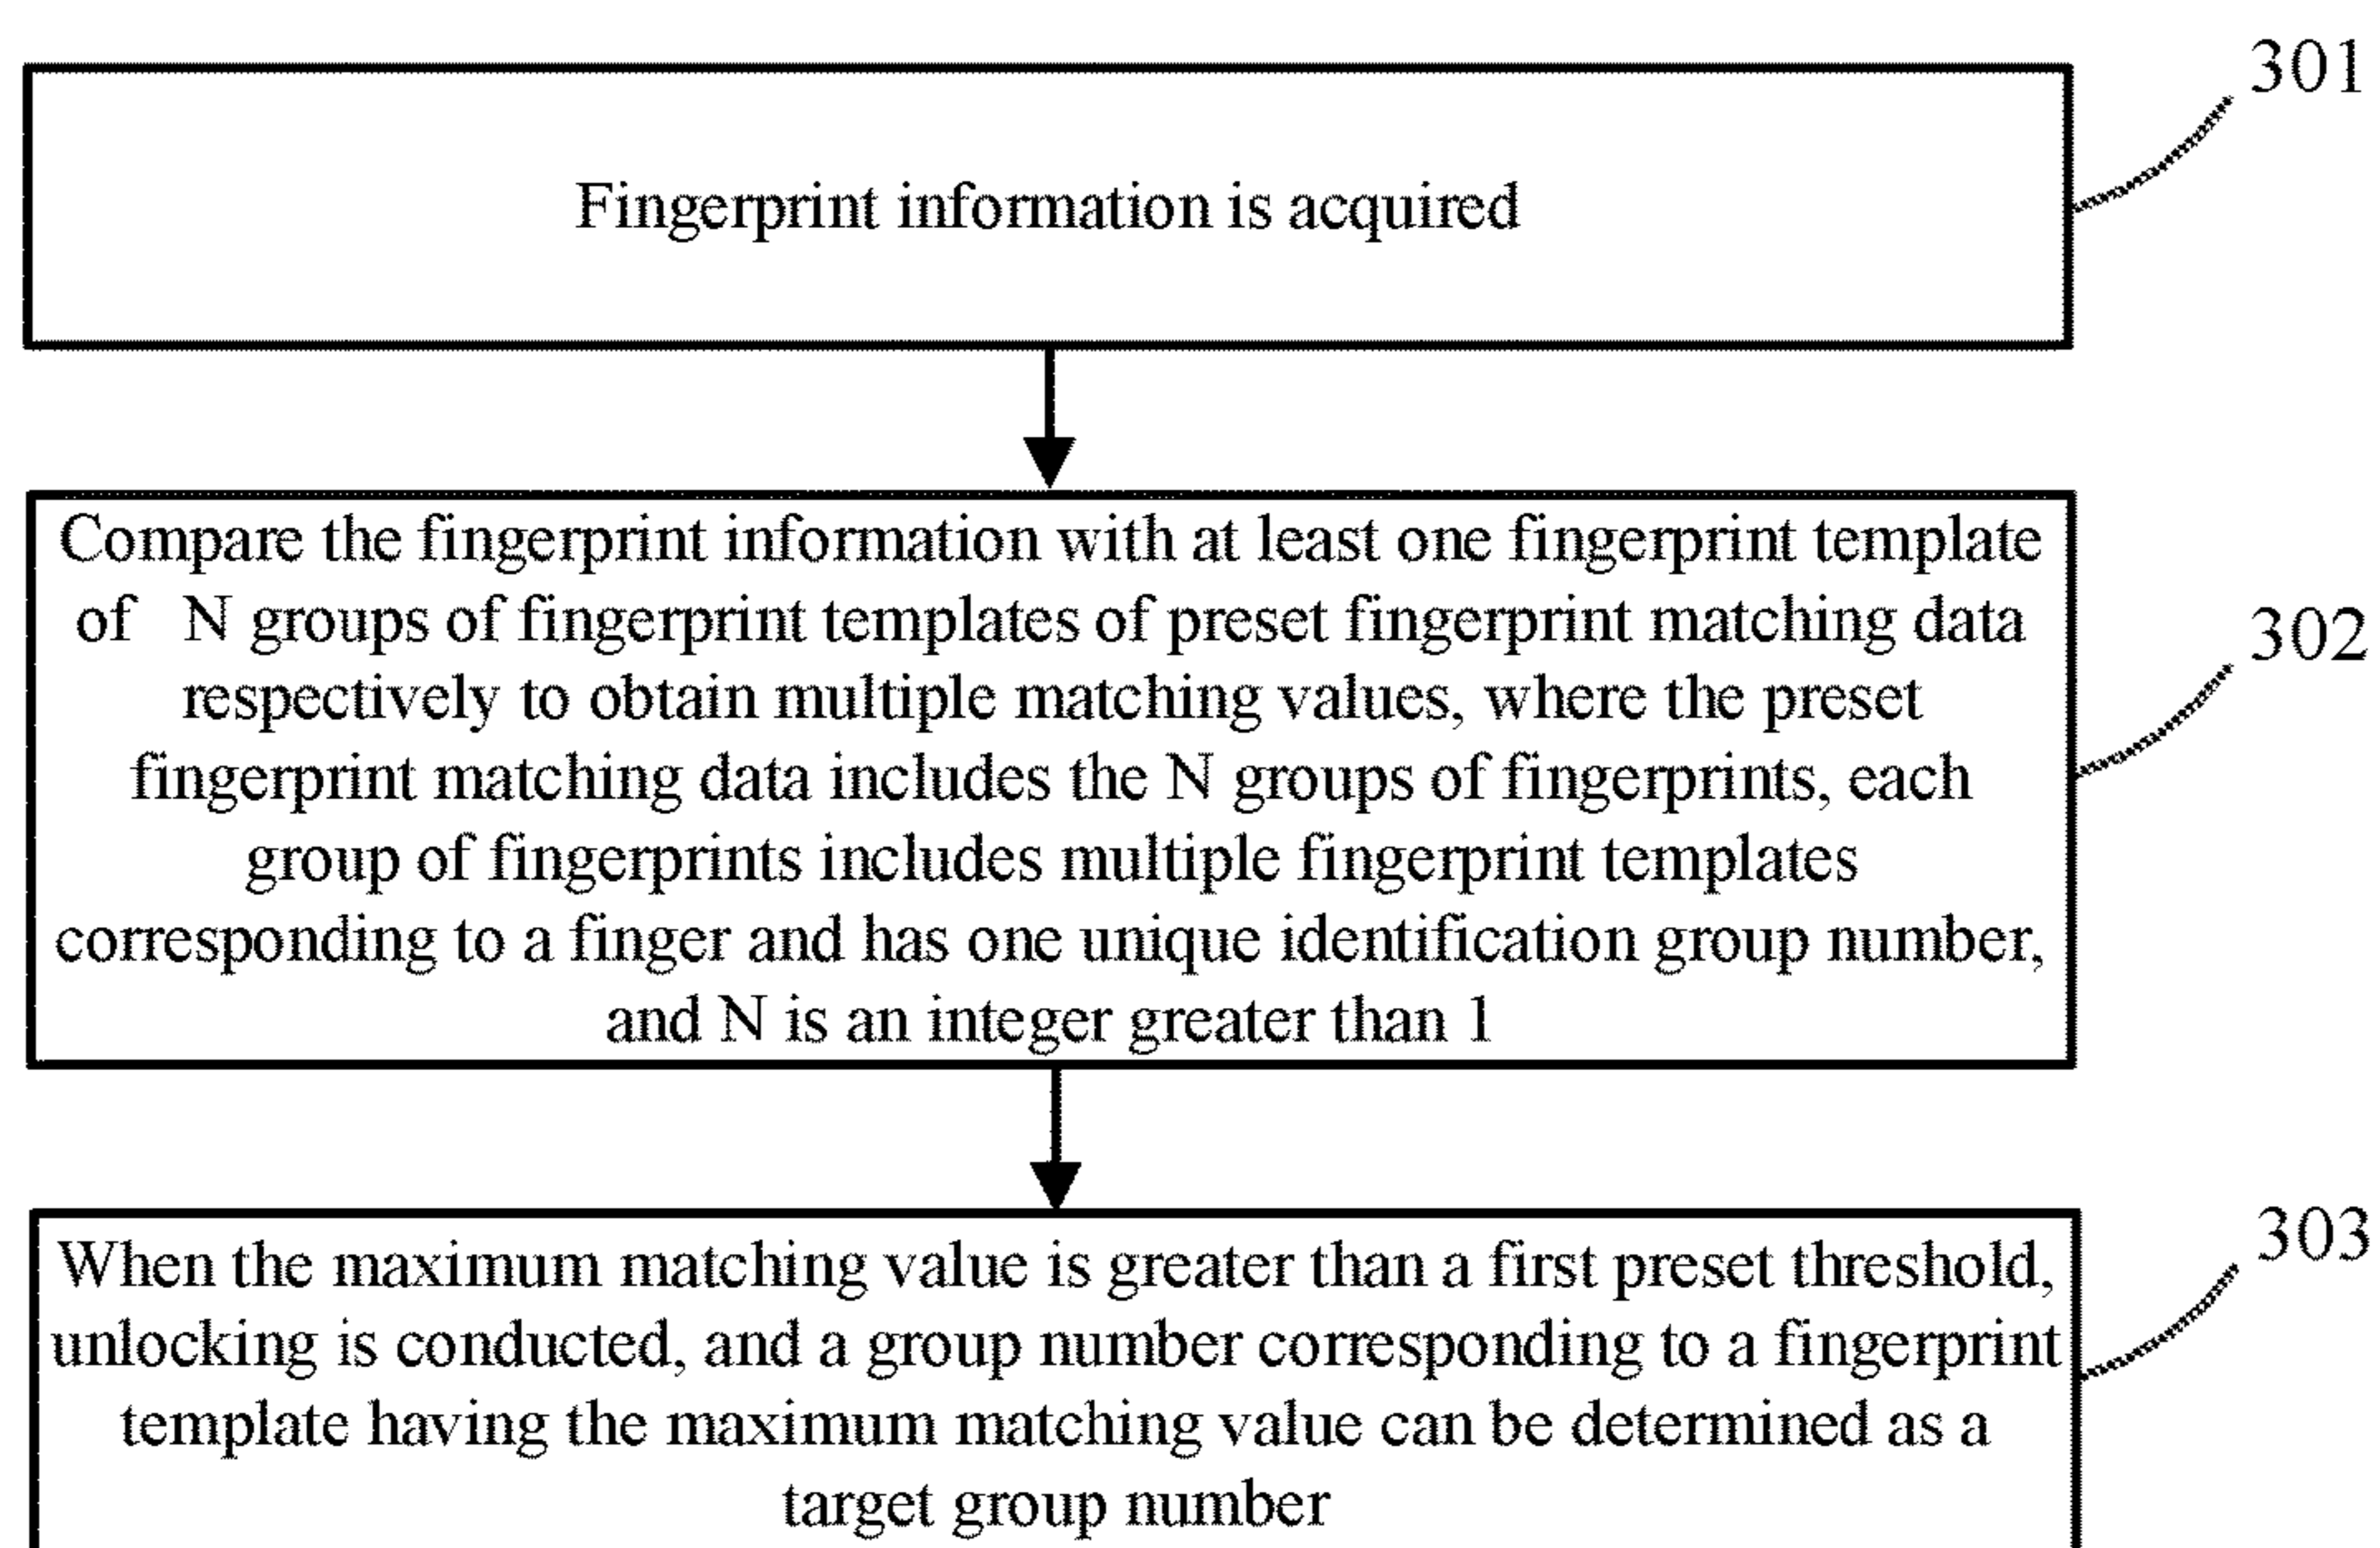 301
Fingerprint information is acquired
Compare the fingerprint information with at least one fingerprint template
of N groups of fingerprint templates of preset fingerprint matching data
302
respectively to obtain multiple matching values, where the preset
fingerprint matching data includes the N groups of fingerprints, each
group of fingerprints includes multiple fingerprint templates
corresponding to a finger and has one unique identification group number,
and N is an integer greater than 1
303
When the maximum matching value is greater than a first preset threshold,
unlocking is conducted, and a group number corresponding to a fingerprint
template having the maximum matching value can be determined as a
target group number